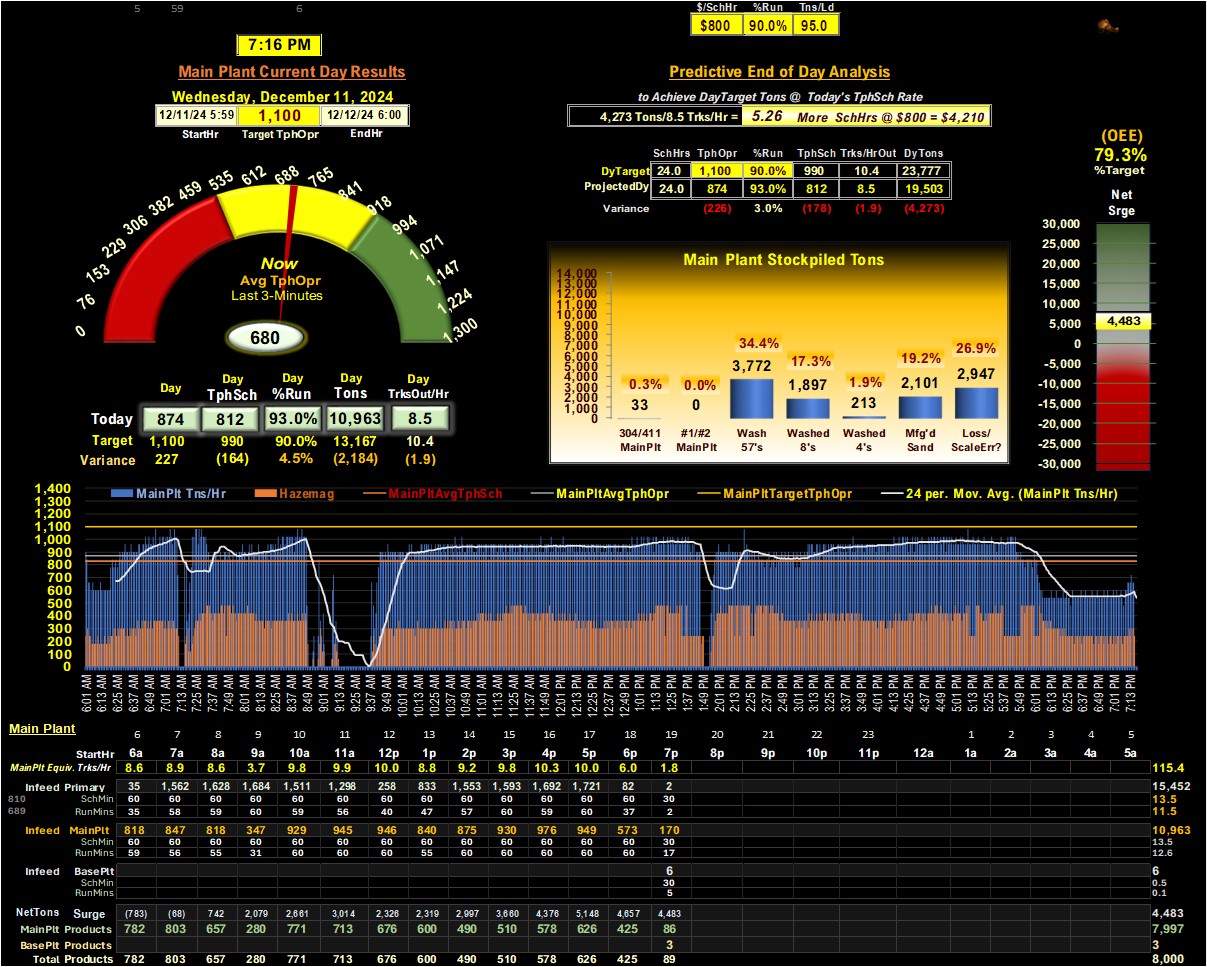 5 59 6
$/SchHr %Run Tns/Ld
$800 90.0% 95.0
7:16 PM
Main Plant Current Day Results
Wednesday, December 11, 2024
12/11/24 5:59 1,100 12/12/24 6:00
StartHr Target TphOpr EndHr
0 76 153 229 306 382 459 535 612 688 765 841 918 994 1,071 1,147 1,224 1,300
Now
Avg TphOpr
Last 3-Minutes
680
Day Day Day Day Day
TphSch %Run Tons TrksOut/Hr
Today 874 812 93.0% 10,963 8.5
Target 1,100 990 90.0% 13,167 10.4
Variance 227 (164) 4.5% (2,184) (1.9)
Predictive End of Day Analysis
to Achieve DayTarget Tons @ Today's TphSch Rate
4,273 Tons/8.5 Trks/Hr = 5.26 More SchHrs @ $800 = $4,210
SchHrs TphOpr %Run TphSch Trks/HrOut DyTons
DyTarget 24.0 1,100 90.0% 990 10.4 23,777
ProjectedDy 24.0 874 90.0% 812 8.5 19,503
Variance (226) 3.0% (178) (1.9) (4,273)
Main Plant Stockpiled Tons
14,000
13,000
12,000
11,000
10,000
9,000
8,000
7,000
6,000
5,000
4,000
3,000
2,000
1,000
0
0.3% 0.0% 34.4% 17.3% 1.9% 19.2% 26.9%
33 0 3,772 1,897 213 2,101 2,947
304/411 #1/#2 Wash Washed Washed Mfg'd Loss/
MainPlt MainPlt 57's 8's 4's Sand ScaleErr?
(OEE)
79.3%
%Target
Net
Srge
30,000
25,000
20,000
15,000
10,000
5,000
0
-5,000
-10,000
-15,000
-20,000
-25,000
-30,000
4,483
MainPlt Tns/Hr Hazemag MainPltAvgTphSch MainPltAvgTphOpr MainPltTargetTphOpr 24 per. Mov. Avg. (MainPlt Tns/Hr)
1,400
1,300
1,200
1,100
1,000
900
800
700
600
500
400
300
200
100
0
6:01 AM 6:13 AM 6:25 AM 6:37 AM 6:49 AM 7:01 AM 7:13 AM 7:25 AM 7:37 AM 7:49 AM 8:01 AM 8:13 AM 8:25 AM 8:37 AM 8:49 AM 9:01 AM 9:13 AM 9:25 AM 9:37 AM 9:49 AM 10:01 AM 10:13 AM 10:25 AM 10:37 AM 10:49 AM 11:01 AM 11:13 AM 11:25 AM 11:37 AM 11:49 AM 12:01 PM 12:13 PM 12:25 PM 12:37 PM 12:49 PM 1:01 PM 1:13 PM 1:25 PM 1:37 PM 1:49 PM 2:01 PM 2:13 PM 2:25 PM 2:37 PM 2:49 PM 3:01 PM 3:13 PM 3:25 PM 3:37 PM 3:49 PM 4:01 PM 4:13 PM 4:25 PM 4:37 PM 4:49 PM 5:01 PM 5:13 PM 5:25 PM 5:37 PM 5:49 PM 6:01 PM 6:13 PM 6:25 PM 6:37 PM 6:49 PM 7:01 PM 7:13 PM
Main Plant 6 7 8 9 10 11 12 13 14 15 16 17 18 19 20 21 22 23 1 2 3 4 5
StartHr 6a 7a 8a 9a 10a 11a 12p 1p 2p 3p 4p 5p 6p 7p 8p 9p 10p 11p 12a 1a 2a 3a 4a 5a
MainPlt Equiv. Trks/Hr 8.6 8.9 8.6 3.7 9.8 9.9 10.0 8.8 9.2 9.8 10.3 10.0 6.0 1.8 115.4
Infeed Primary 35 1,562 1,628 1,684 1,511 1,298 258 833 1,553 1,593 1,692 1,721 82 2 15,452
810 SchMin 60 60 60 60 60 60 60 60 60 60 60 60 60 30 13.5
689 RunMins 35 58 59 60 59 56 40 47 57 60 59 60 37 2 11.5
Infeed MainPlt 818 847 818 347 929 945 946 840 875 930 976 949 573 170 10,963
SchMin 60 60 60 60 60 60 60 60 60 60 60 60 60 30 13.5
RunMins 59 56 55 31 60 60 60 55 60 60 60 60 60 17 12.6
Infeed BasePlt 6 6
SchMin 30 0.5
RunMins 5 0.1
NetTons Surge (783) (68) 742 2,079 2,661 3,014 2,326 2,319 2,997 3,660 4,376 5,148 4,657 4,483 4,483
MainPlt Products 782 803 657 280 771 713 676 600 490 510 578 626 425 86 7,997
BasePlt Products 3 3
Total Products 782 803 657 280 771 713 676 600 490 510 578 626 425 89 8,000